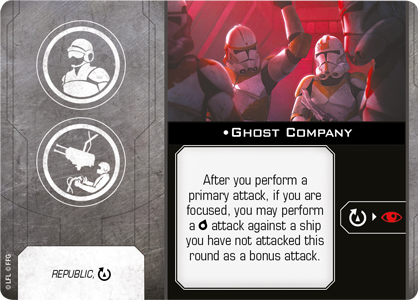 •GHOST COMPANY
After you perform a
primary attack, if you are
focused, you may perform
a attack against a ship
you have not attacked this
round as a bonus attack.
REPUBLIC,
© LFL © FFG